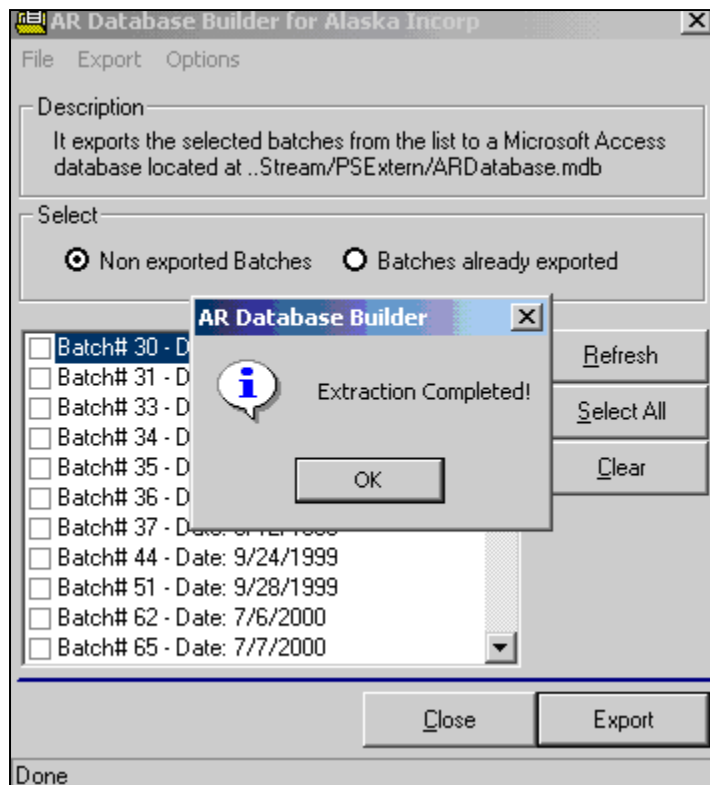 AR Database Builder for Alaska Incorp
File Export Options
Description
It exports the selected batches from the list to a Microsoft Access
database located at ..Stream/PSExtern/ARDatabase.mdb
Select
Non exported Batches Batches already exported
AR Database Builder
Extraction Completed!
OK
Batch# 30 - D
Batch# 31 - D
Batch# 33 - D
Batch# 34 - D
Batch# 35 - D
Batch# 36 - D
Batch# 37 -
Batch# 44 - Date: 9/24/1999
Batch# 51 - Date: 9/28/1999
Batch# 62 - Date: 7/6/2000
Batch# 65 - Date: 7/7/2000
Refresh
Select All
Clear
Close Export
Done